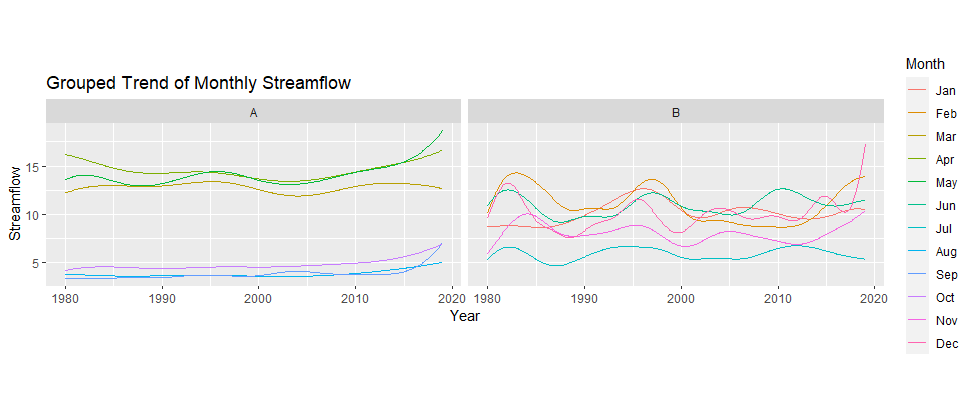 Grouped Trend of Monthly Streamflow
A
B
Streamflow
15
10
5
1980
1990
2000
2010
2020
1980
1990
2000
2010
2020
Year
Month
Jan
Feb
Mar
Apr
May
Jun
Jul
Aug
Sep
Oct
Nov
Dec